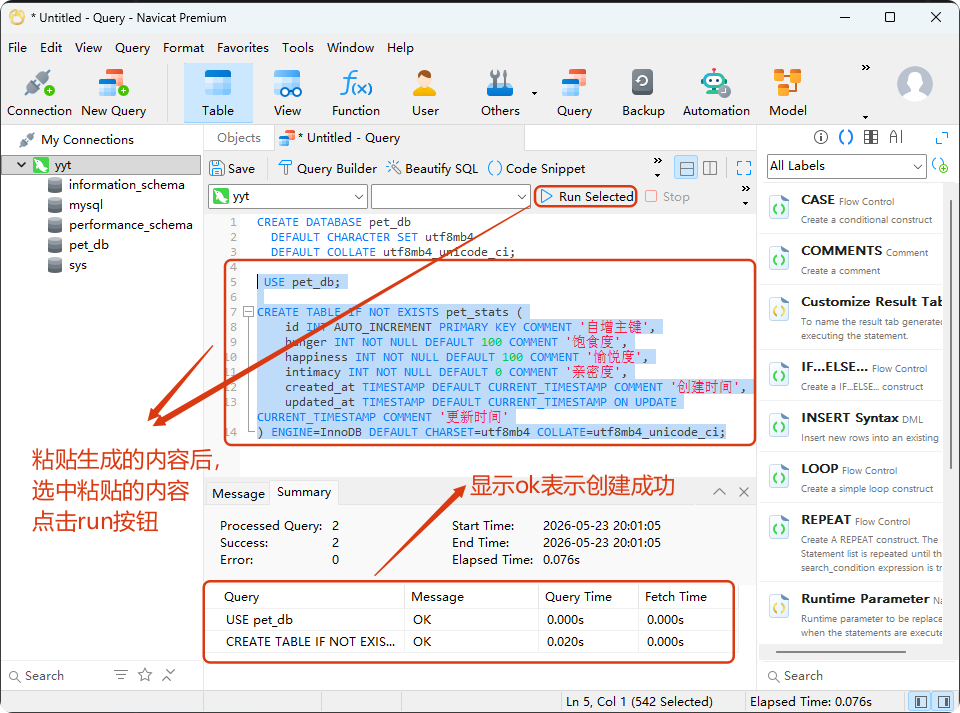 * Untitled - Query - Navicat Premium
File Edit View Query Format Favorites Tools Window Help
Connection New Query Table View Function User Others Query Backup Automation Model
My Connections
yyt
information_schema
mysql
performance_schema
pet_db
sys
Search
Objects * Untitled - Query
Save Query Builder Beautify SQL () Code Snippet
yyt Run Selected Stop
1 CREATE DATABASE pet_db
2 DEFAULT CHARACTER SET utf8mb4
3 DEFAULT COLLATE utf8mb4_unicode_ci;
4
5 USE pet_db;
6
7 CREATE TABLE IF NOT EXISTS pet_stats (
8 id INT AUTO_INCREMENT PRIMARY KEY COMMENT '自增主键',
9 hunger INT NOT NULL DEFAULT 100 COMMENT '饱食度',
10 happiness INT NOT NULL DEFAULT 100 COMMENT '愉悦度',
11 intimacy INT NOT NULL DEFAULT 0 COMMENT '亲密度',
12 created_at TIMESTAMP DEFAULT CURRENT_TIMESTAMP COMMENT '创建时间',
13 updated_at TIMESTAMP DEFAULT CURRENT_TIMESTAMP ON UPDATE
CURRENT_TIMESTAMP COMMENT '更新时间'
14 ) ENGINE=InnoDB DEFAULT CHARSET=utf8mb4 COLLATE=utf8mb4_unicode_ci;
粘贴生成的内容后，
选中粘贴的内容
点击run按钮
显示ok表示创建成功
Message Summary
Processed Query: 2 Start Time: 2026-05-23 20:01:05
Success: 2 End Time: 2026-05-23 20:01:05
Error: 0 Elapsed Time: 0.076s
Query Message Query Time Fetch Time
USE pet_db OK 0.000s 0.000s
CREATE TABLE IF NOT EXIS... OK 0.020s 0.000s
AI
All Labels
CASE Flow Control
Create a conditional construct
COMMENTS Comment
Create a comment
Customize Result Tab
To name the result tab generate
executing the statement.
IF...ELSE... Flow Control
Create a IF...ELSE... construct
INSERT Syntax DML
Insert new rows into an existing
LOOP Flow Control
Create a simple loop construct
REPEAT Flow Control
Create A REPEAT construct. The
Statement list is repeated until the
search_condition expression is tr
Runtime Parameter Na
Runtime parameter to be replace
when the statements are execute
Search
Ln 5, Col 1 (542 Selected) Elapsed Time: 0.076s